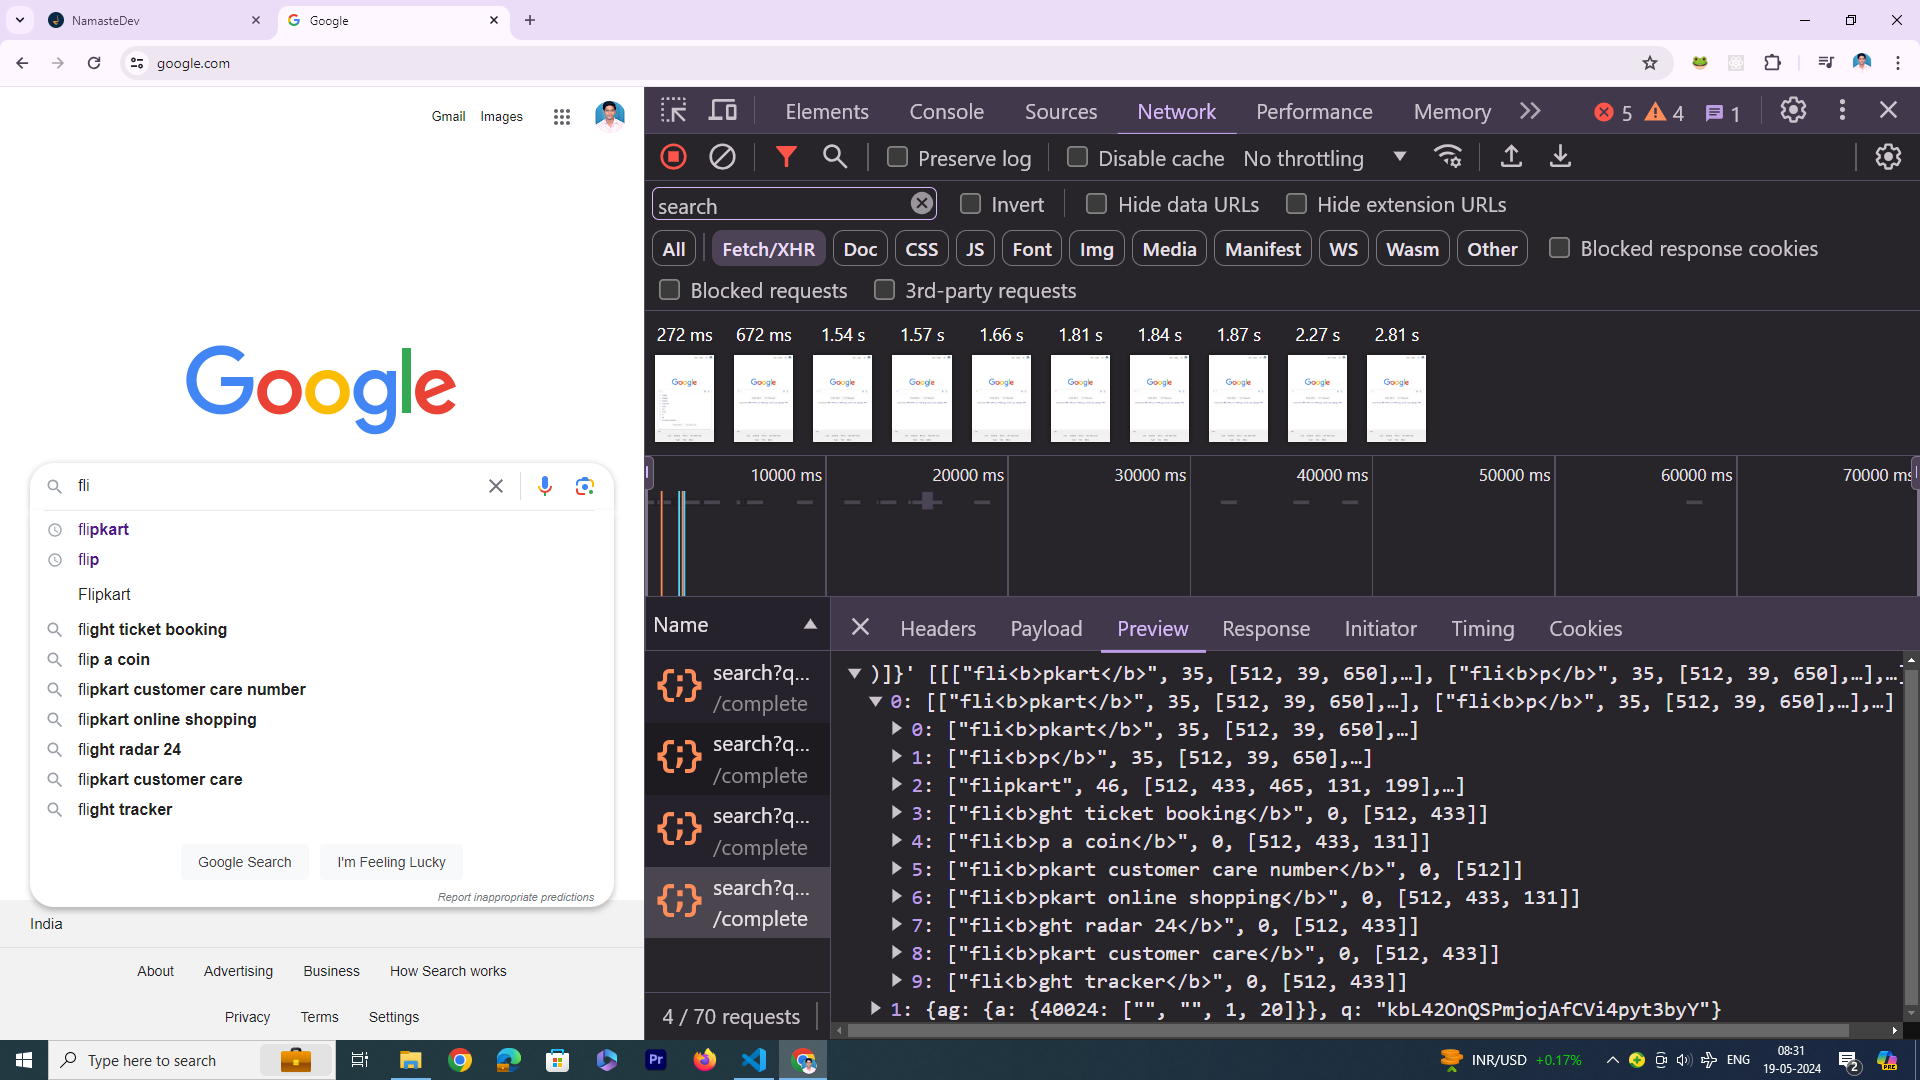 NamasteDev
Google
google.com
Gmail Images
Google
fli
flipkart
flip
Flipkart
flight ticket booking
flip a coin
flipkart customer care number
flipkart online shopping
flight radar 24
flipkart customer care
flight tracker
Google Search I'm Feeling Lucky
Report inappropriate predictions
India
About Advertising Business How Search works
Privacy Terms Settings
Elements Console Sources Network Performance Memory 5 4 1
Preserve log Disable cache No throttling
search Invert Hide data URLs Hide extension URLs
All Fetch/XHR Doc CSS JS Font Img Media Manifest WS Wasm Other Blocked response cookies
Blocked requests 3rd-party requests
272 ms 672 ms 1.54 s 1.57 s 1.66 s 1.81 s 1.84 s 1.87 s 2.27 s 2.81 s
Google Google Google Google Google Google Google Google Google Google
10000 ms 20000 ms 30000 ms 40000 ms 50000 ms 60000 ms 70000 ms
Name
search?q...
/complete
search?q...
/complete
search?q...
/complete
search?q...
/complete
4 / 70 requests
Headers Payload Preview Response Initiator Timing Cookies
)]}' [[["fli<b>pkart</b>", 35, [512, 39, 650],…], ["fli<b>p</b>", 35, [512, 39, 650],…],…]
0: [["fli<b>pkart</b>", 35, [512, 39, 650],…], ["fli<b>p</b>", 35, [512, 39, 650],…],…]
0: ["fli<b>pkart</b>", 35, [512, 39, 650],…]
1: ["fli<b>p</b>", 35, [512, 39, 650],…]
2: ["flipkart", 46, [512, 433, 465, 131, 199],…]
3: ["fli<b>ght ticket booking</b>", 0, [512, 433]]
4: ["fli<b>p a coin</b>", 0, [512, 433, 131]]
5: ["fli<b>pkart customer care number</b>", 0, [512]]
6: ["fli<b>pkart online shopping</b>", 0, [512, 433, 131]]
7: ["fli<b>ght radar 24</b>", 0, [512, 433]]
8: ["fli<b>pkart customer care</b>", 0, [512, 433]]
9: ["fli<b>ght tracker</b>", 0, [512, 433]]
1: {ag: {a: {40024: ["", "", 1, 20]}}, q: "kbL42OnQSPmjojAfCVi4pyt3byY"}
Type here to search
Pr
INR/USD +0.17%
ENG
08:31
19-05-2024
2
PRE